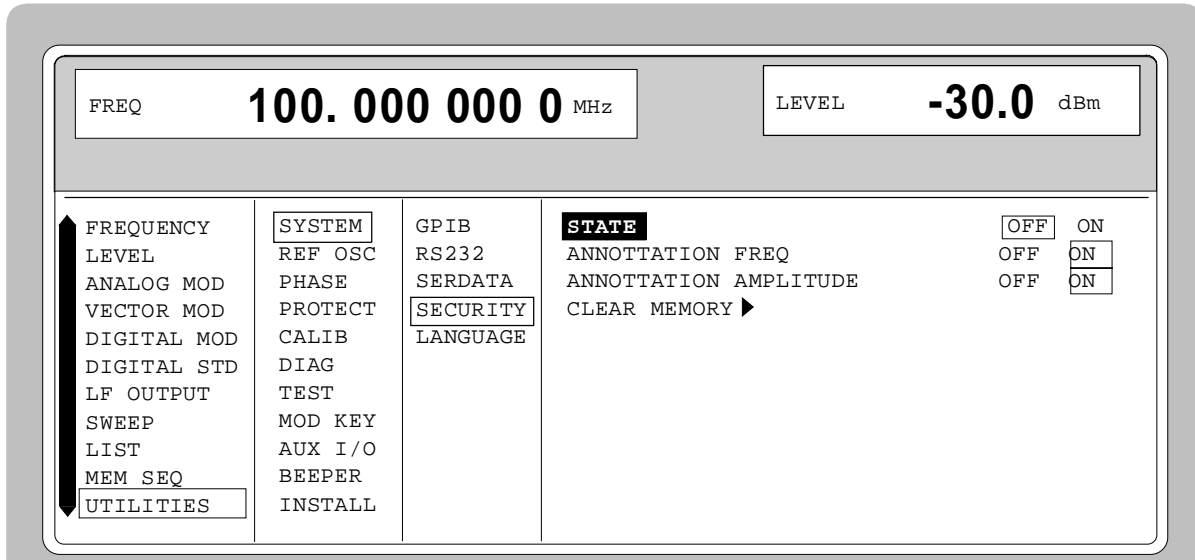 FREQ 100. 000 000 0 MHz LEVEL -30.0 dBm
FREQUENCY SYSTEM GPIB STATE OFF ON
LEVEL REF OSC RS232 ANNOTTATION FREQ OFF ON
ANALOG MOD PHASE SERDATA ANNOTTATION AMPLITUDE OFF ON
VECTOR MOD PROTECT SECURITY CLEAR MEMORY
DIGITAL MOD CALIB LANGUAGE
DIGITAL STD DIAG
LF OUTPUT TEST
SWEEP MOD KEY
LIST AUX I/O
MEM SEQ BEEPER
UTILITIES INSTALL